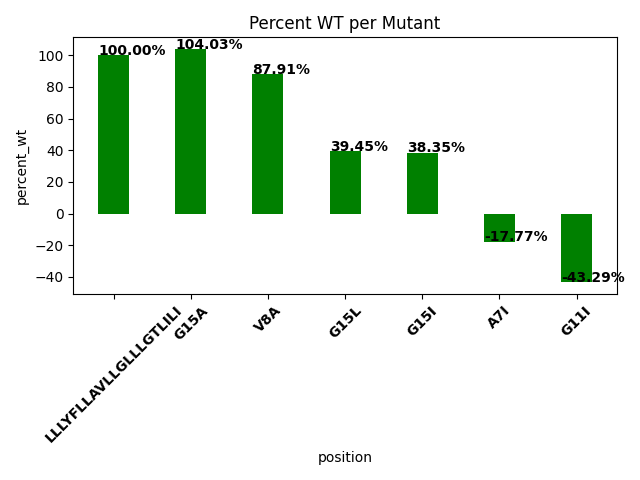 Percent WT per Mutant
percent_wt
100
80
60
40
20
0
−20
−40
100.00%
104.03%
87.91%
39.45%
38.35%
-17.77%
-43.29%
LLLYFLLAVLLGLLLGTLILI
G15A
V8A
G15L
G15I
A7I
G11I
position